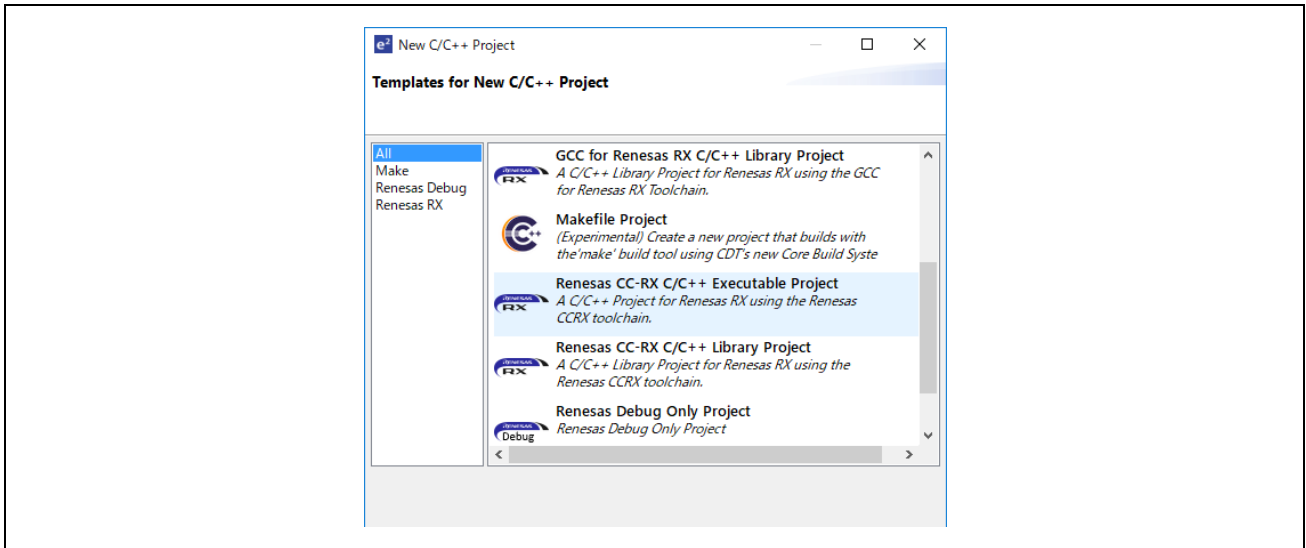 e² New C/C++ Project
Templates for New C/C++ Project
All
Make
Renesas Debug
Renesas RX
GCC for Renesas RX C/C++ Library Project
A C/C++ Library Project for Renesas RX using the GCC
for Renesas RX Toolchain.
RENESAS
RX
Makefile Project
(Experimental) Create a new project that builds with
the'make' build tool using CDT's new Core Build Syste
C++
Renesas CC-RX C/C++ Executable Project
A C/C++ Project for Renesas RX using the Renesas
CCRX toolchain.
RENESAS
RX
Renesas CC-RX C/C++ Library Project
A C/C++ Library Project for Renesas RX using the
Renesas CCRX toolchain.
RENESAS
RX
Renesas Debug Only Project
Renesas Debug Only Project
RENESAS
Debug